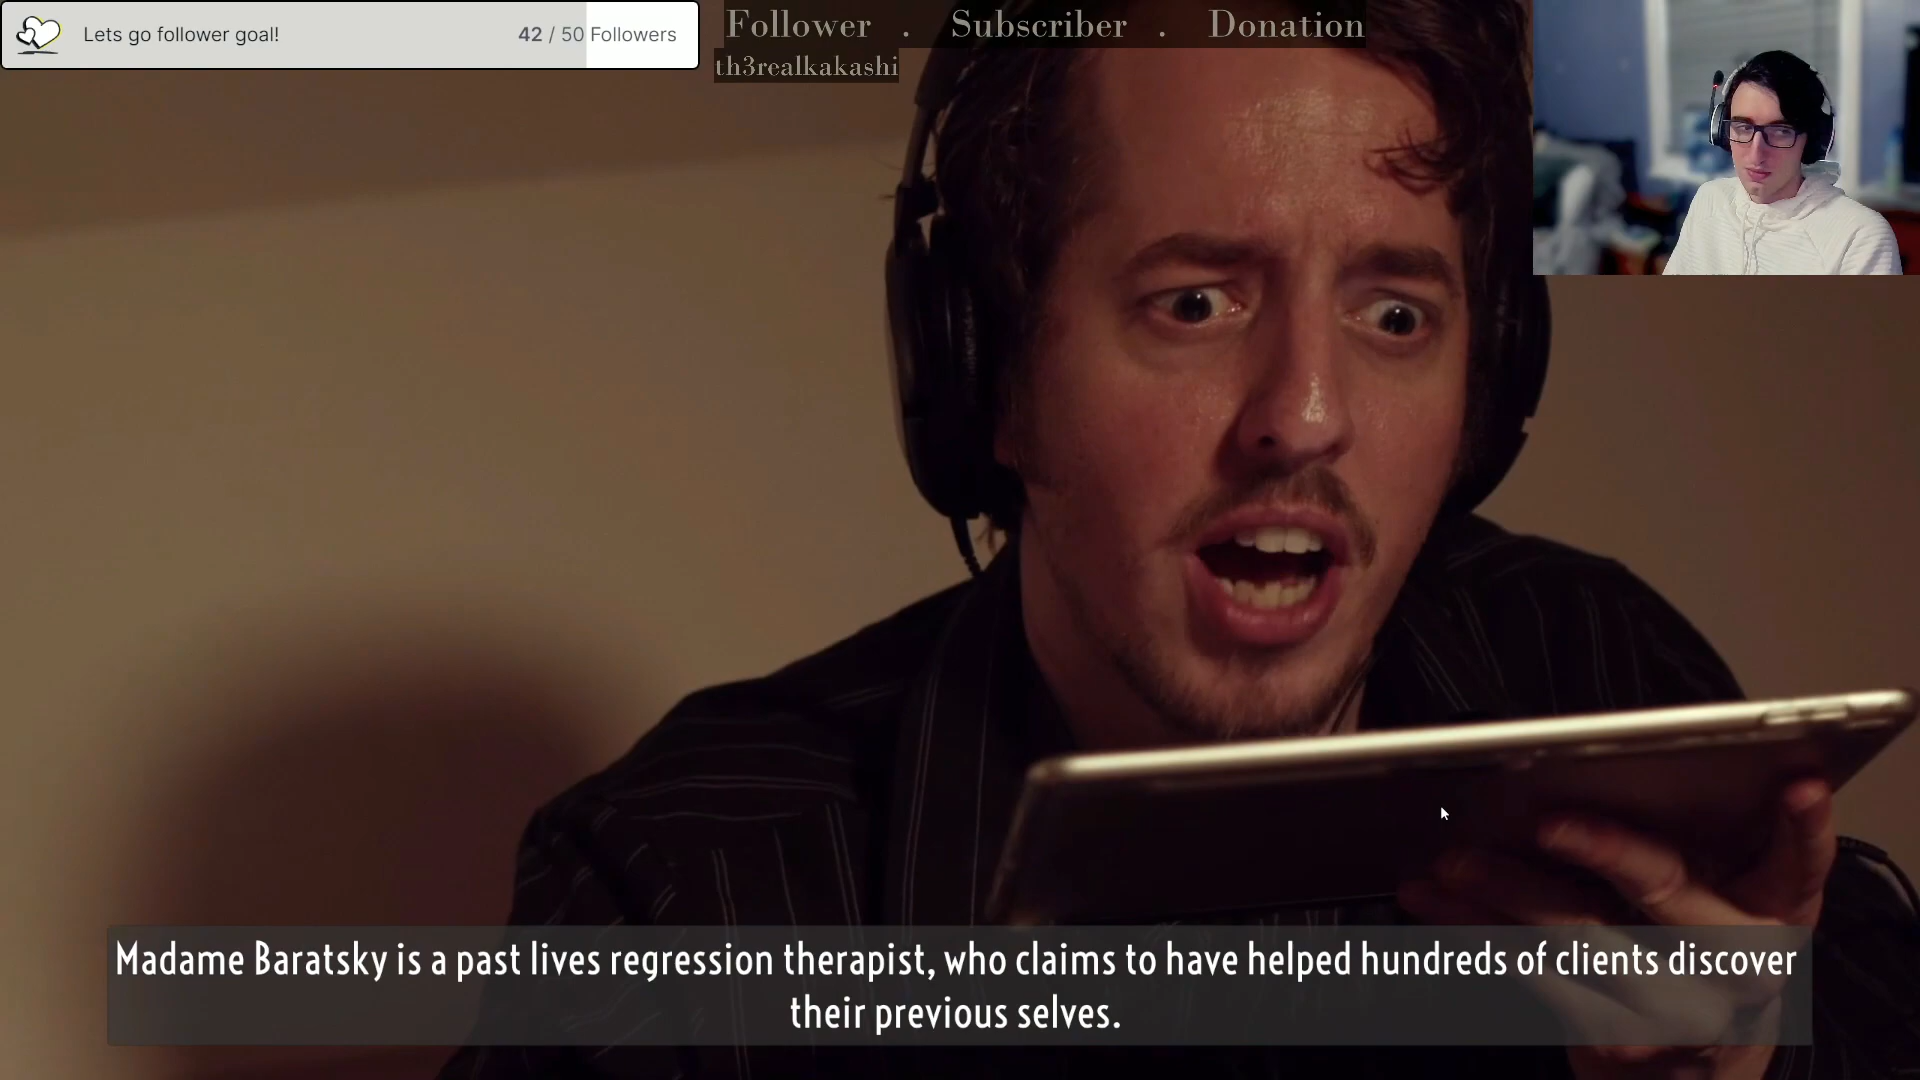 Lets go follower goal! 42 / 50 Followers
Follower . Subscriber . Donation
th3realkakashi
Madame Baratsky is a past lives regression therapist, who claims to have helped hundreds of clients discover
their previous selves.